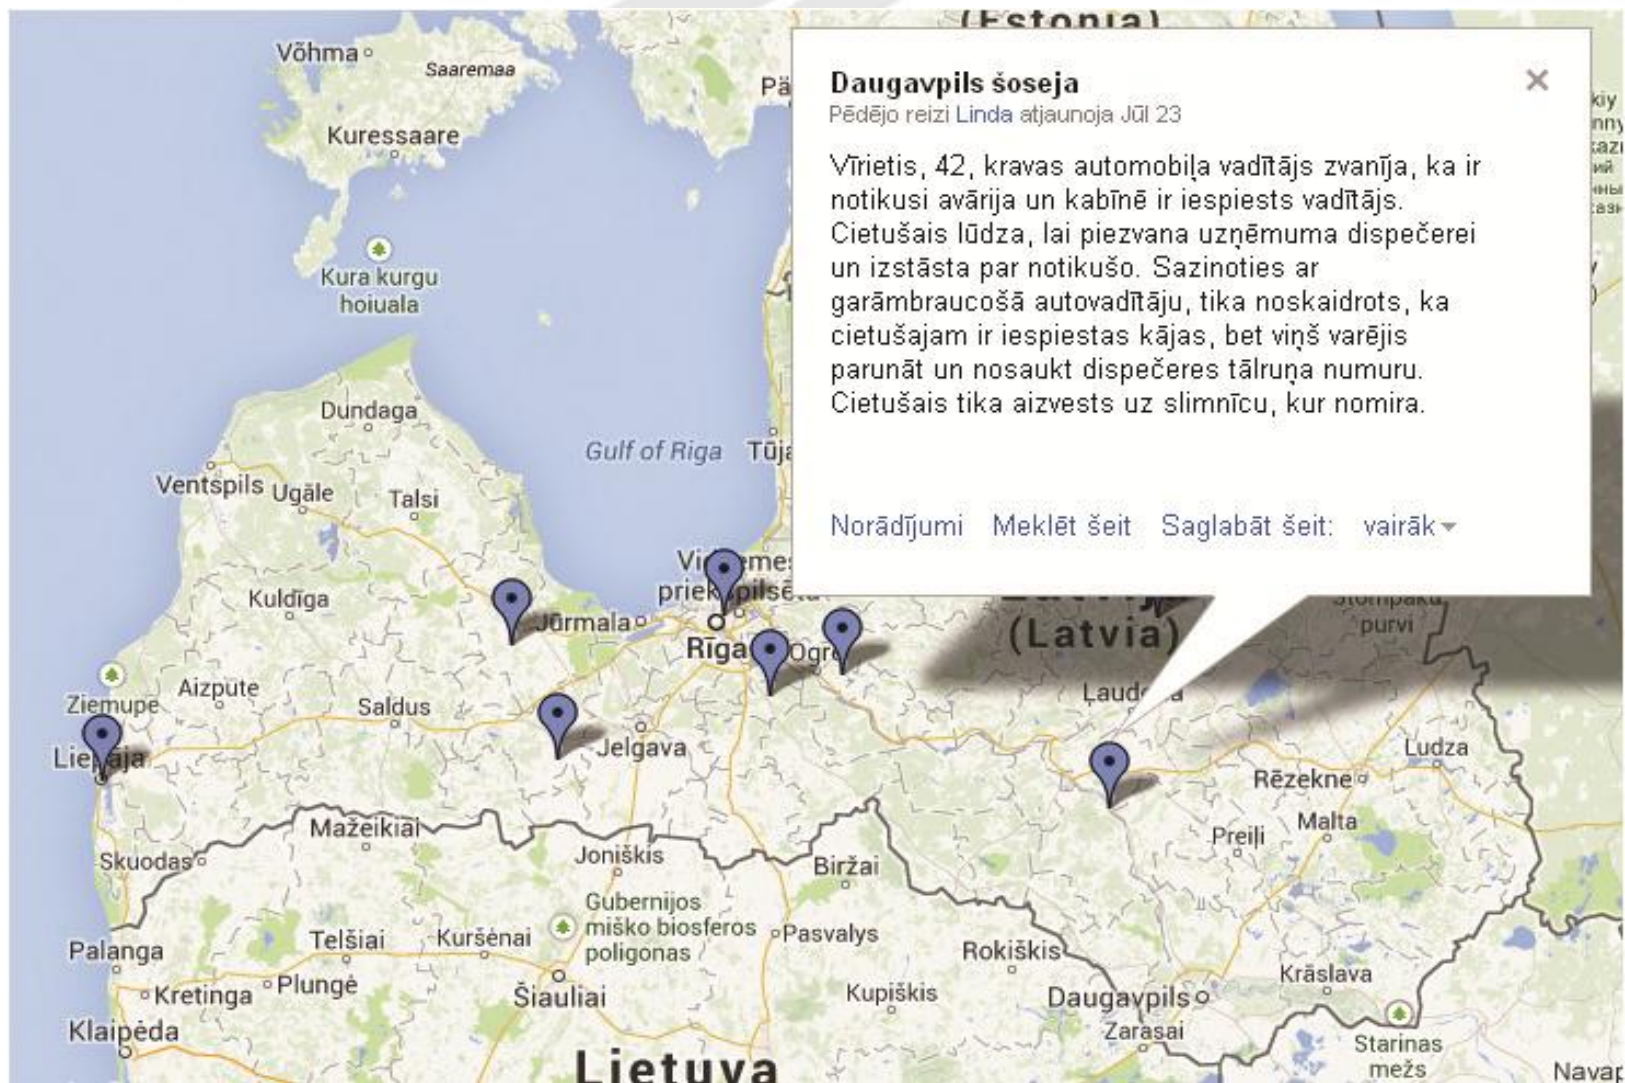 (Estonia)
Võhma
Saaremaa
Kuressaare
Kura kurgu
hoiuala
Daugavpils šoseja
Pēdējo reizi Linda atjaunoja Jūl 23
Vīrietis, 42, kravas automobiļa vadītājs zvanīja, ka ir
notikusi avārija un kabīnē ir iespiests vadītājs.
Cietušais lūdza, lai piezvana uzņēmuma dispečerei
un izstāsta par notikušo. Sazinoties ar
garāmbraucošā autovadītāju, tika noskaidrots, ka
cietušajam ir iespiestas kājas, bet viņš varējis
parunāt un nosaukt dispečeres tālruņa numuru.
Cietušais tika aizvests uz slimnīcu, kur nomira.
Norādījumi Meklēt šeit Saglabāt šeit: vairāk
Dundaga
Gulf of Riga
Ventspils
Ugāle
Talsi
Kuldīga
Jūrmala
Rīga
Ogre
(Latvia)
purvi
Ziemupe
Aizpute
Saldus
Liepāja
Jelgava
Ludza
Rēzekne
Mažeikiai
Preiļi
Malta
Skuodas
Joniškis
Biržai
Gubernijos
miško biosferos
poligonas
Palanga
Telšiai
Kuršėnai
Pasvalys
Rokiškis
Kretinga
Plungė
Šiauliai
Kupiškis
Daugavpils
Krāslava
Klaipėda
Zarasai
Starinas
mežs
Lietuva